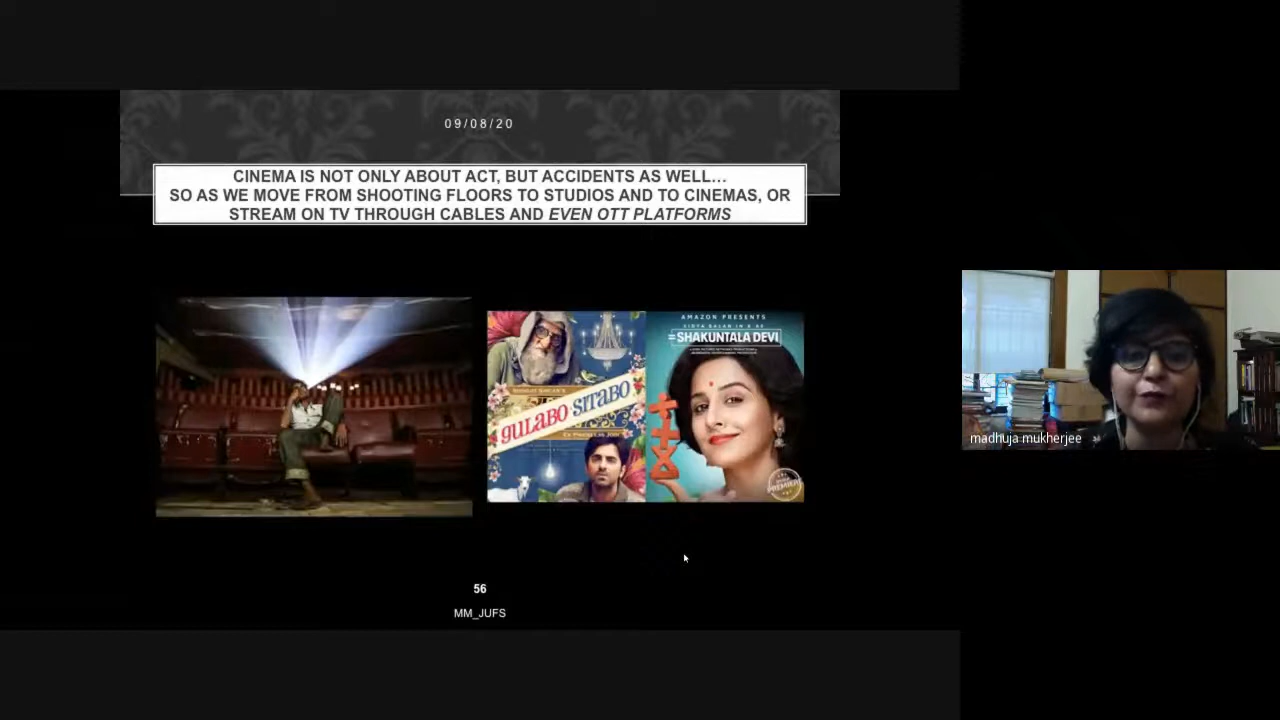 09/08/20
CINEMA IS NOT ONLY ABOUT ACT, BUT ACCIDENTS AS WELL...
SO AS WE MOVE FROM SHOOTING FLOORS TO STUDIOS AND TO CINEMAS, OR
STREAM ON TV THROUGH CABLES AND EVEN OTT PLATFORMS
GULABO SITABO
AMAZON PRESENTS
=SHAKUNTALA DEVI
madhuja mukherjee
56
MM_JUFS